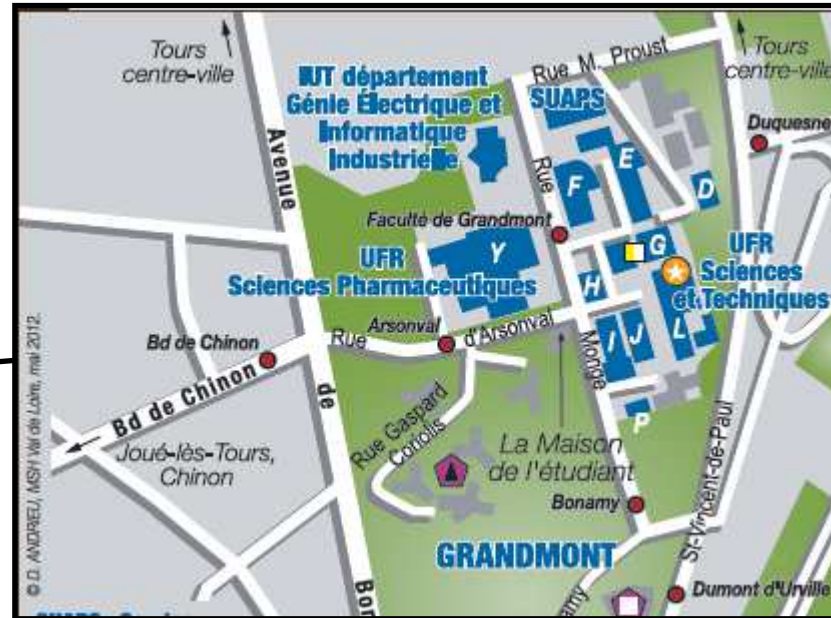 Tours
centre-ville
IUT département
Génie Électrique et
Informatique
Industrielle
Rue M. Proust
SUAPS
Tours
centre-ville
Duquesne
Avenue
de
Rue
F
E
D
Faculté de Grandmont
UFR
Sciences Pharmaceutiques
Y
G
H
UFR
Sciences
et Techniques
Arsonval
Rue
d'Arsonval
I
J
L
Monge
P
Bd de Chinon
Bd de Chinon
Joué-lès-Tours,
Chinon
Rue Gaspard
Coriolis
La Maison
de l'étudiant
Bonamy
St-Vincent-de-Paul
GRANDMONT
Dumont d'Urville
© D. ANDRIEU, MSH Val de Loire, mai 2012.